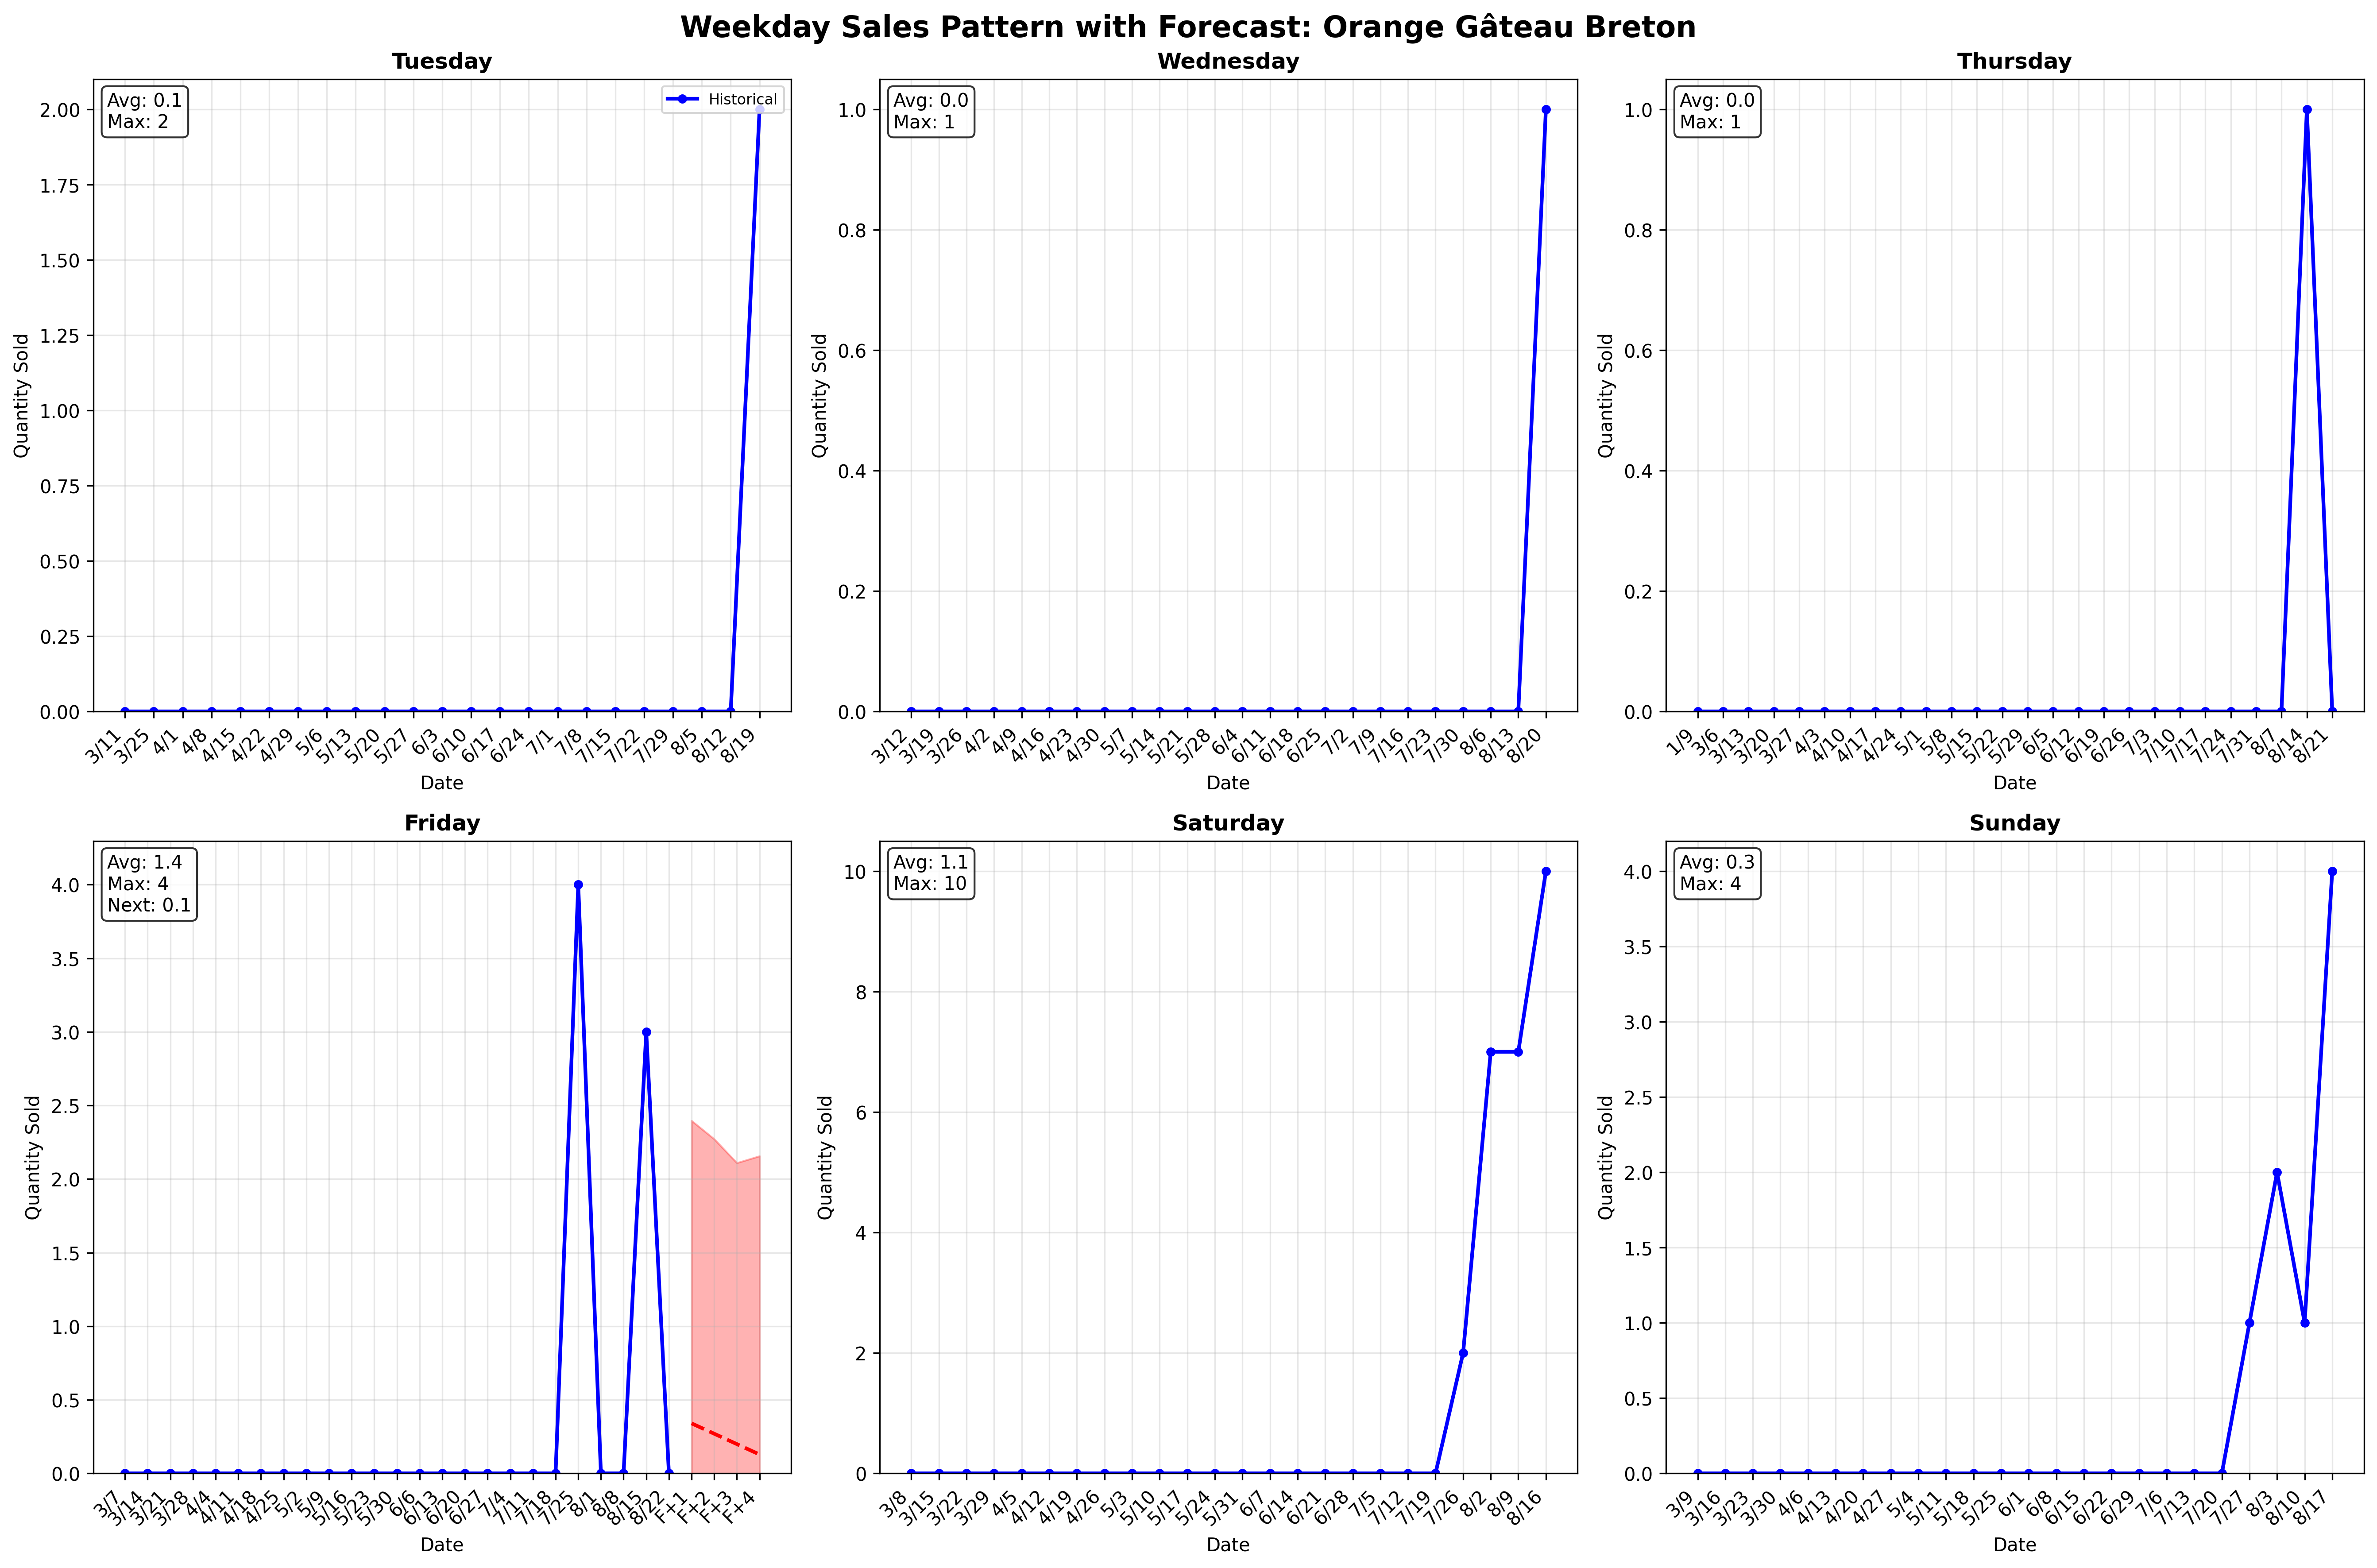 Weekday Sales Pattern with Forecast: Orange Gâteau Breton
Tuesday
Avg: 0.1
Max: 2
Historical
2.00
1.75
1.50
1.25
1.00
0.75
0.50
0.25
0.00
Quantity Sold
3/11 3/25 4/1 4/8 4/15 4/22 4/29 5/6 5/13 5/20 5/27 6/3 6/10 6/17 6/24 7/1 7/8 7/15 7/22 7/29 8/5 8/12 8/19
Date
Wednesday
Avg: 0.0
Max: 1
1.0
0.8
0.6
0.4
0.2
0.0
Quantity Sold
3/12 3/19 3/26 4/2 4/9 4/16 4/23 4/30 5/7 5/14 5/21 5/28 6/4 6/11 6/18 6/25 7/2 7/9 7/16 7/23 7/30 8/6 8/13 8/20
Date
Thursday
Avg: 0.0
Max: 1
1.0
0.8
0.6
0.4
0.2
0.0
Quantity Sold
1/9 3/6 3/13 3/20 3/27 4/3 4/10 4/17 4/24 5/1 5/8 5/15 5/22 5/29 6/5 6/12 6/19 6/26 7/3 7/10 7/17 7/24 7/31 8/7 8/14 8/21
Date
Friday
Avg: 1.4
Max: 4
Next: 0.1
4.0
3.5
3.0
2.5
2.0
1.5
1.0
0.5
0.0
Quantity Sold
3/7 3/14 3/21 3/28 4/4 4/11 4/18 4/25 5/2 5/9 5/16 5/23 5/30 6/6 6/13 6/20 6/27 7/4 7/11 7/18 7/25 8/1 8/8 8/15 8/22 F+1 F+2 F+3 F+4
Date
Saturday
Avg: 1.1
Max: 10
10
8
6
4
2
0
Quantity Sold
3/8 3/15 3/22 3/29 4/5 4/12 4/19 4/26 5/3 5/10 5/17 5/24 5/31 6/7 6/14 6/21 6/28 7/5 7/12 7/19 7/26 8/2 8/9 8/16
Date
Sunday
Avg: 0.3
Max: 4
4.0
3.5
3.0
2.5
2.0
1.5
1.0
0.5
0.0
Quantity Sold
3/9 3/16 3/23 3/30 4/6 4/13 4/20 4/27 5/4 5/11 5/18 5/25 6/1 6/8 6/15 6/22 6/29 7/6 7/13 7/20 7/27 8/3 8/10 8/17
Date